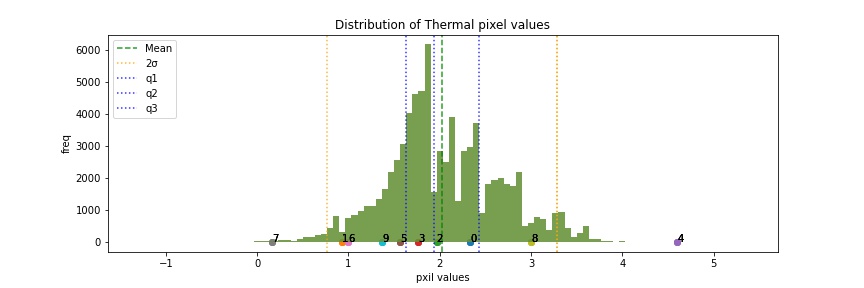 Distribution of Thermal pixel values
Mean
2σ
q1
q2
q3
freq
6000
5000
4000
3000
2000
1000
0
7 1 6 9 5 3 2 0 8 4
−1 0 1 2 3 4 5
pxil values